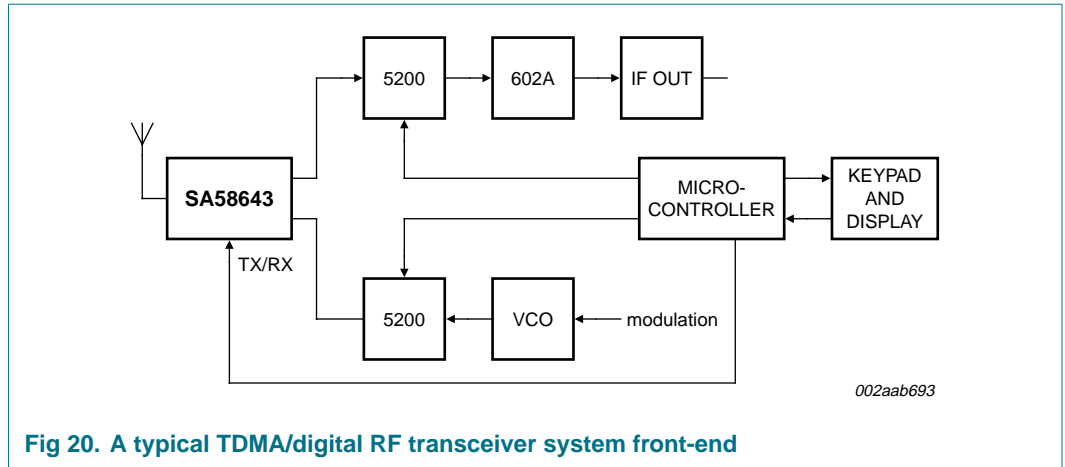 5200
602A
IF OUT
SA58643
MICRO-
CONTROLLER
KEYPAD
AND
DISPLAY
TX/RX
5200
VCO
modulation
002aab693
Fig 20. A typical TDMA/digital RF transceiver system front-end